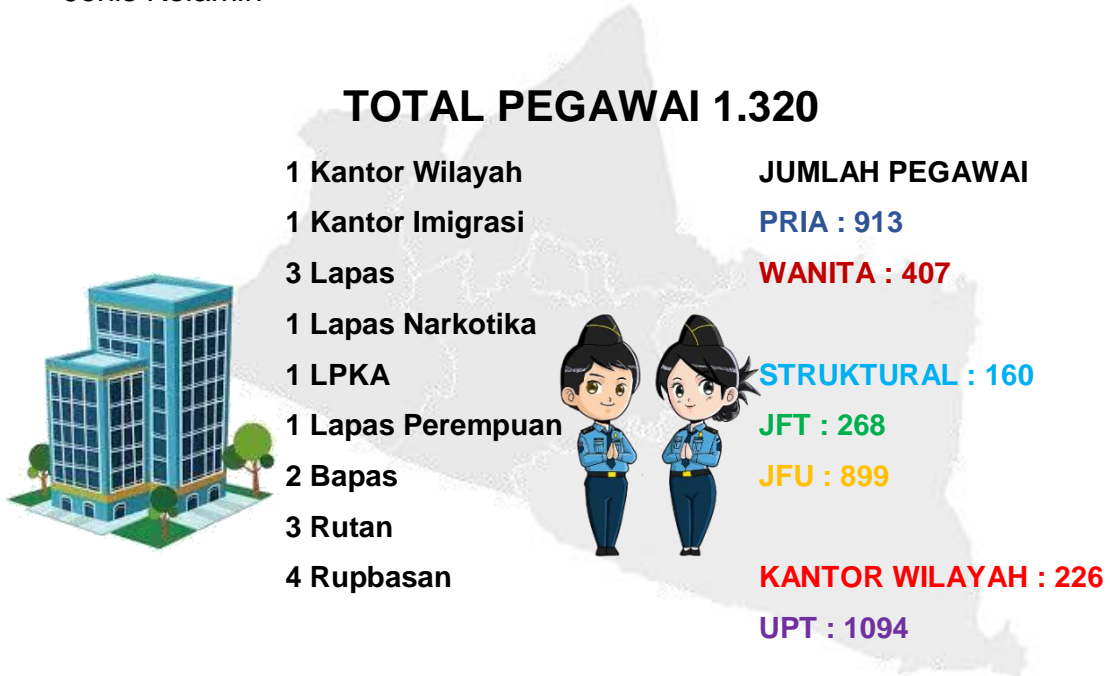 TOTAL PEGAWAI 1.320
1 Kantor Wilayah
1 Kantor Imigrasi
3 Lapas
1 Lapas Narkotika
1 LPKA
1 Lapas Perempuan
2 Bapas
3 Rutan
4 Rupbasan
JUMLAH PEGAWAI
PRIA : 913
WANITA : 407
STRUKTURAL : 160
JFT : 268
JFU : 899
KANTOR WILAYAH : 226
UPT : 1094